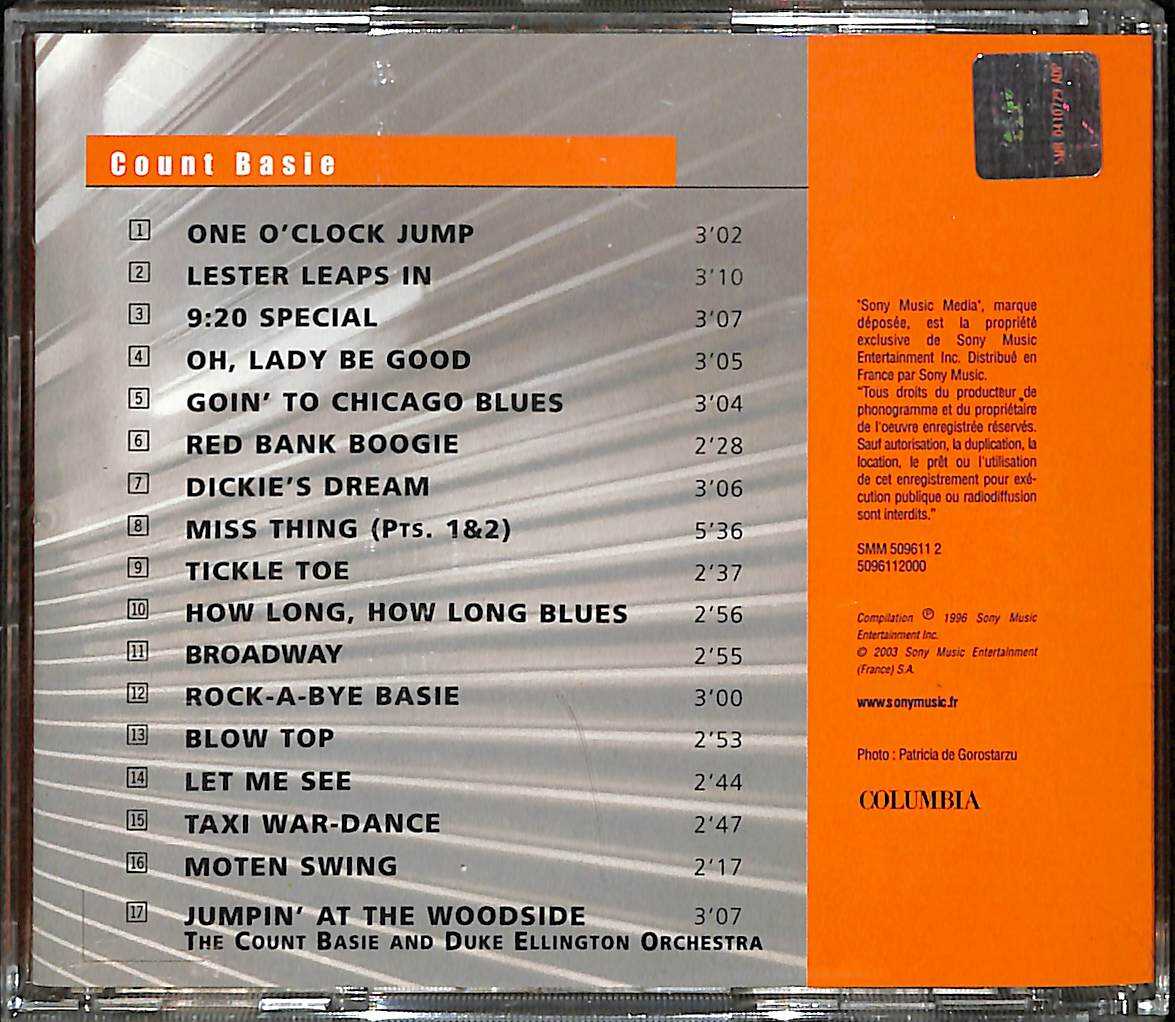 Count Basie
1 ONE O'CLOCK JUMP 3'02
2 LESTER LEAPS IN 3'10
3 9:20 SPECIAL 3'07
4 OH, LADY BE GOOD 3'05
5 GOIN' TO CHICAGO BLUES 3'04
6 RED BANK BOOGIE 2'28
7 DICKIE'S DREAM 3'06
8 MISS THING (PTS. 1&2) 5'36
9 TICKLE TOE 2'37
10 HOW LONG, HOW LONG BLUES 2'56
11 BROADWAY 2'55
12 ROCK-A-BYE BASIE 3'00
13 BLOW TOP 2'53
14 LET ME SEE 2'44
15 TAXI WAR-DANCE 2'47
16 MOTEN SWING 2'17
17 JUMPIN' AT THE WOODSIDE 3'07
THE COUNT BASIE AND DUKE ELLINGTON ORCHESTRA
"Sony Music Media", marque
déposée, est la propriété
exclusive de Sony Music
Entertainment Inc. Distribué en
France par Sony Music.
"Tous droits du producteur de
phonogramme et du propriétaire
de l'oeuvre enregistrée réservés.
Sauf autorisation, la duplication, la
location, le prêt ou l'utilisation
de cet enregistrement pour exé-
cution publique ou radiodiffusion
sont interdits."
SMM 509611 2
5096112000
Compilation ℗ 1996 Sony Music
Entertainment Inc.
© 2003 Sony Music Entertainment
(France) S.A.
www.sonymusic.fr
Photo : Patricia de Gorostarzu
COLUMBIA